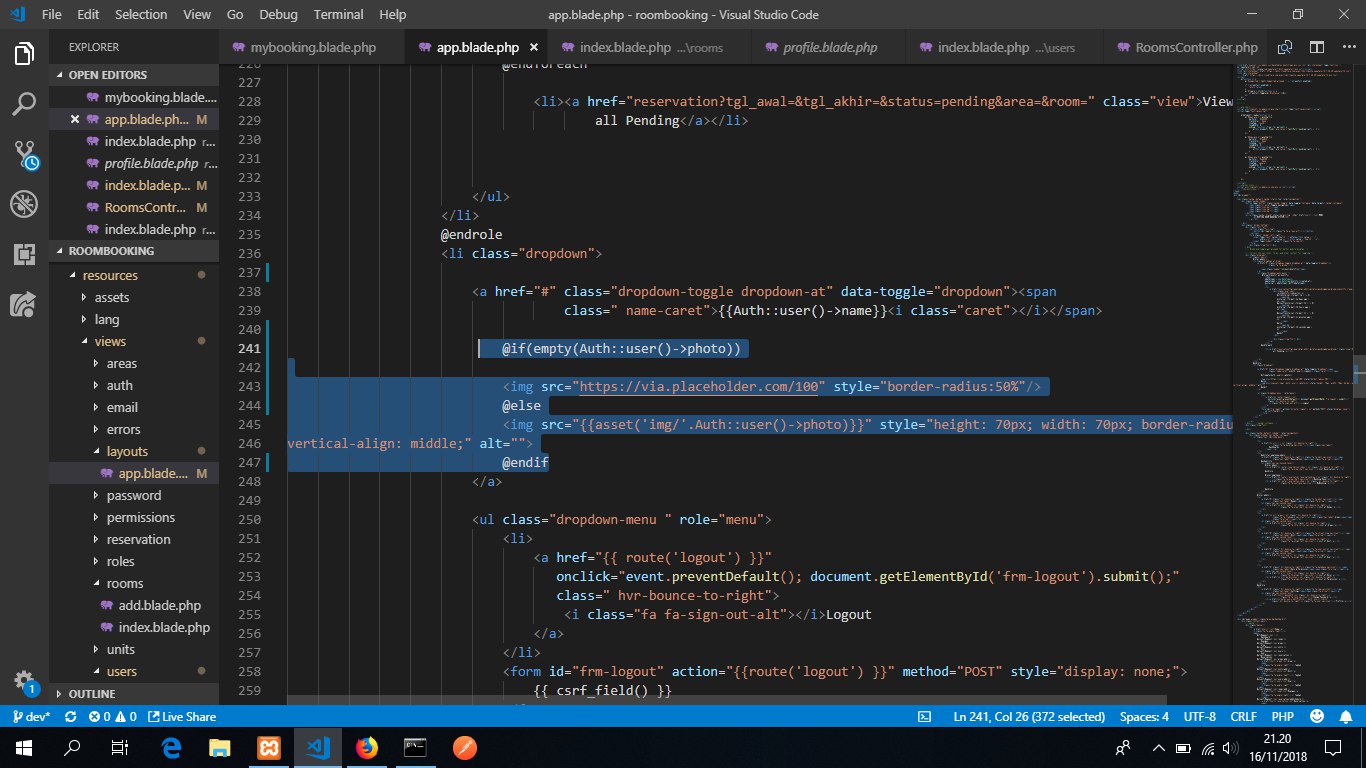 File Edit Selection View Go Debug Terminal Help
app.blade.php - roombooking - Visual Studio Code
EXPLORER
OPEN EDITORS
mybooking.blade....
app.blade.ph... M
index.blade.php r...
profile.blade.php r...
index.blade.p... M
RoomsContr... M
index.blade.php r...
ROOMBOOKING
resources
assets
lang
views
areas
auth
email
errors
layouts
app.blade.... M
password
permissions
reservation
roles
rooms
add.blade.php
index.blade.php
units
users
OUTLINE
1
mybooking.blade.php
app.blade.php
index.blade.php ...\rooms
profile.blade.php
index.blade.php ...\users
RoomsController.php
226 @endforeach
227
228 <li><a href="reservation?tgl_awal=&tgl_akhir=&status=pending&area=&room=" class="view">View
229 all Pending</a></li>
230
231
232
233 </ul>
234 </li>
235 @endrole
236 <li class="dropdown">
237
238 <a href="#" class="dropdown-toggle dropdown-at" data-toggle="dropdown"><span
239 class=" name-caret">{{Auth::user()->name}}<i class="caret"></i></span>
240
241 @if(empty(Auth::user()->photo))
242
243 <img src="https://via.placeholder.com/100" style="border-radius:50%"/>
244 @else
245 <img src="{{asset('img/'.Auth::user()->photo)}}" style="height: 70px; width: 70px; border-radiu
246 vertical-align: middle;" alt="">
247 @endif
248 </a>
249
250 <ul class="dropdown-menu " role="menu">
251 <li>
252 <a href="{{ route('logout') }}"
253 onclick="event.preventDefault(); document.getElementById('frm-logout').submit();"
254 class=" hvr-bounce-to-right">
255 <i class="fa fa-sign-out-alt"></i>Logout
256 </a>
257 </li>
258 <form id="frm-logout" action="{{route('logout') }}" method="POST" style="display: none;">
259 {{ csrf_field() }}
dev* 0 0 Live Share
Ln 241, Col 26 (372 selected) Spaces: 4 UTF-8 CRLF PHP
21.20
16/11/2018